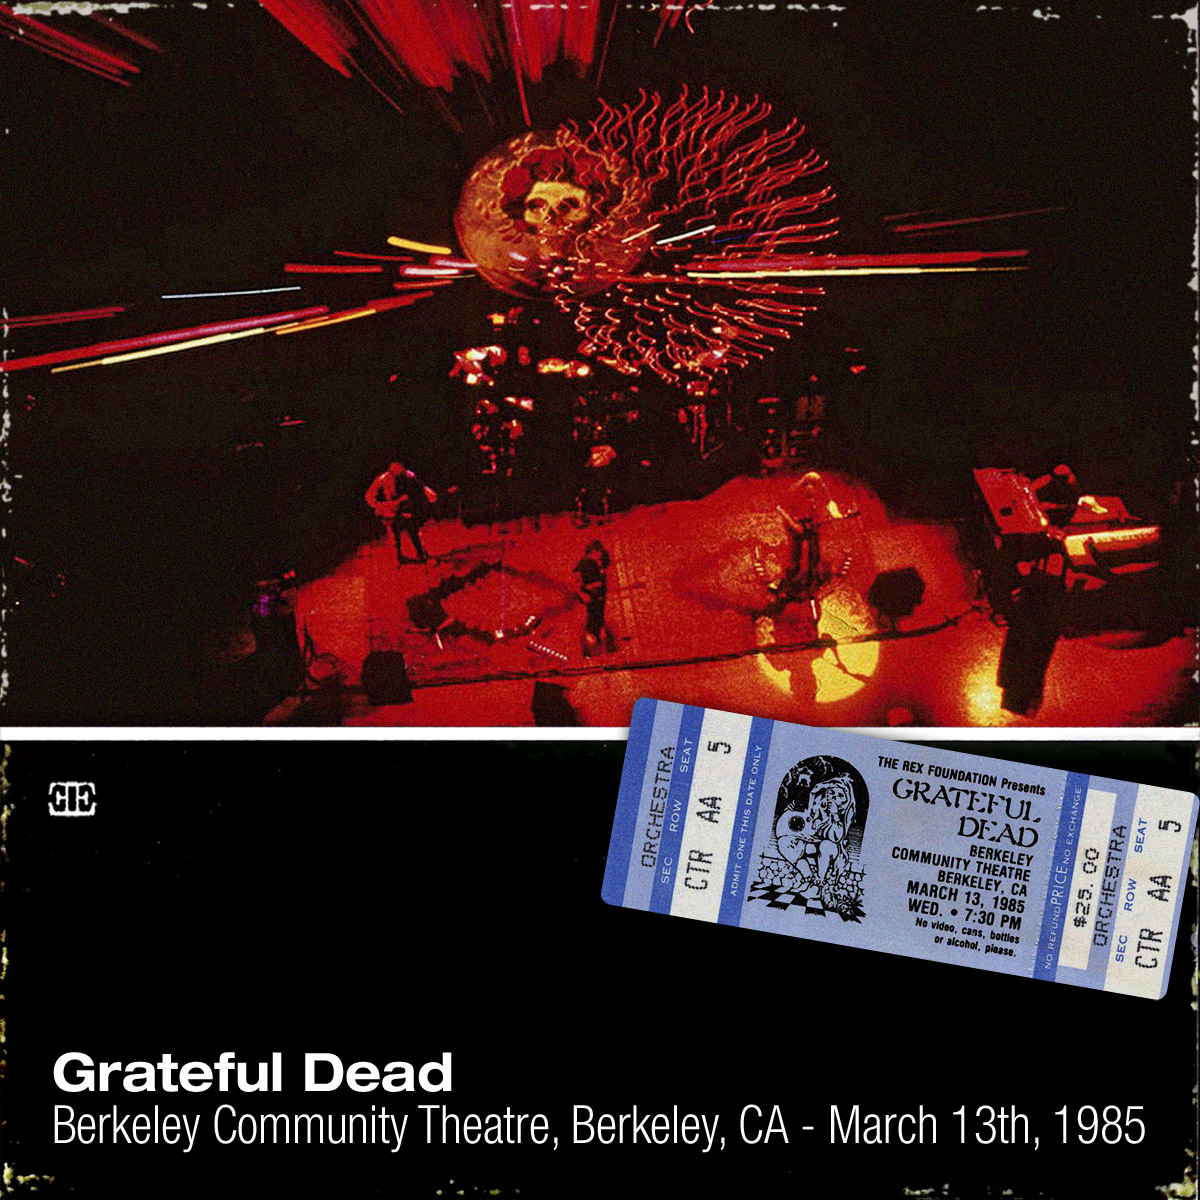 ORCHESTRA
SEC ROW SEAT
CTR AA 5
ADMIT ONE THIS DATE ONLY
THE REX FOUNDATION Presents
GRATEFUL
DEAD
BERKELEY
COMMUNITY THEATRE
BERKELEY, CA
MARCH 13, 1985
WED. • 7:30 PM
No video, cans, bottles
or alcohol, please.
NO REFUND PRICE NO EXCHANGE
$25.00
ORCHESTRA
SEC ROW SEAT
CTR AA 5
Grateful Dead
Berkeley Community Theatre, Berkeley, CA - March 13th, 1985